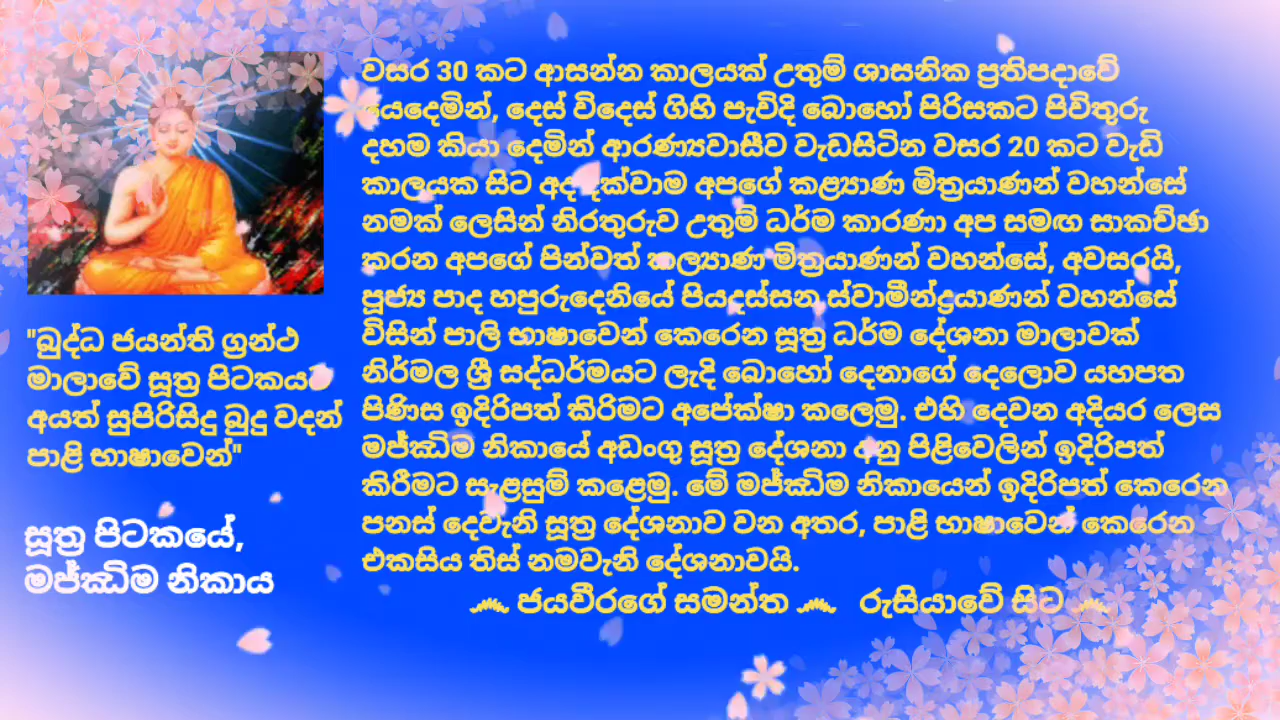 "බුද්ධ ජයන්ති ග්‍රන්ථ
මාලාවේ සූත්‍ර පිටකයට
අයත් සුපිරිසිදු බුදු වදන්
පාළි භාෂාවෙන්"
සූත්‍ර පිටකයේ,
මජ්ඣිම නිකාය
වසර 30 කට ආසන්න කාලයක් උතුම් ශාසනික ප්‍රතිපදාවේ
යෙදෙමින්, දෙස් විදෙස් ගිහි පැවිදි බොහෝ පිරිසකට පිවිතුරු
දහම කියා දෙමින් ආරණ්‍යවාසීව වැඩසිටින වසර 20 කට වැඩි
කාලයක සිට අද දක්වාම අපගේ කළ්‍යාණ මිත්‍රයාණන් වහන්සේ
නමක් ලෙසින් නිරතුරුව උතුම් ධර්ම කාරණා අප සමඟ සාකච්ඡා
කරන අපගේ පින්වත් කල්‍යාණ මිත්‍රයාණන් වහන්සේ, අවසරයි,
පූජ්‍ය පාද හපුරුදෙනියේ පියදස්සන ස්වාමීන්ද්‍රයාණන් වහන්සේ
විසින් පාලි භාෂාවෙන් කෙරෙන සූත්‍ර ධර්ම දේශනා මාලාවක්
නිර්මල ශ්‍රී සද්ධර්මයට ලැදි බොහෝ දෙනාගේ දෙලොව යහපත
පිණිස ඉදිරිපත් කිරිමට අපේක්ෂා කලෙමු. එහි දෙවන අදියර ලෙස
මජ්ඣිම නිකායේ අඩංගු සූත්‍ර දේශනා අනු පිළිවෙලින් ඉදිරිපත්
කිරීමට සැළසුම් කළෙමු. මේ මජ්ඣිම නිකායෙන් ඉදිරිපත් කෙරෙන
පනස් දෙවැනි සූත්‍ර දේශනාව වන අතර, පාළි භාෂාවෙන් කෙරෙන
එකසිය තිස් නමවැනි දේශනාවයි.
ජයවීරගේ සමන්ත රුසියාවේ සිට